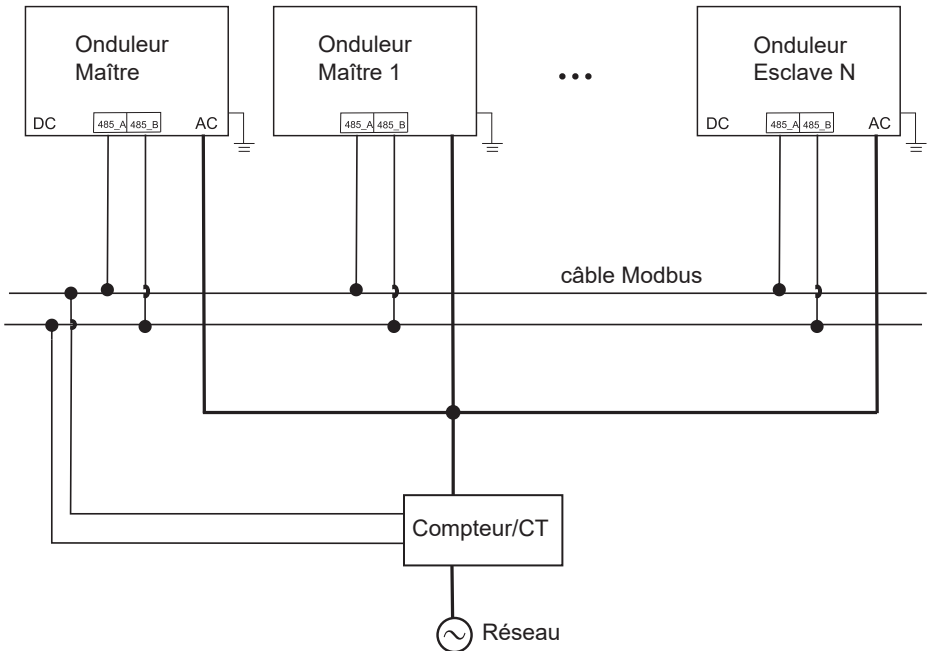 Onduleur
Maître
DC
485_A
485_B
AC
Onduleur
Maître 1
485_A
485_B
...
Onduleur
Esclave N
DC
485_A
485_B
AC
câble Modbus
Compteur/CT
Réseau